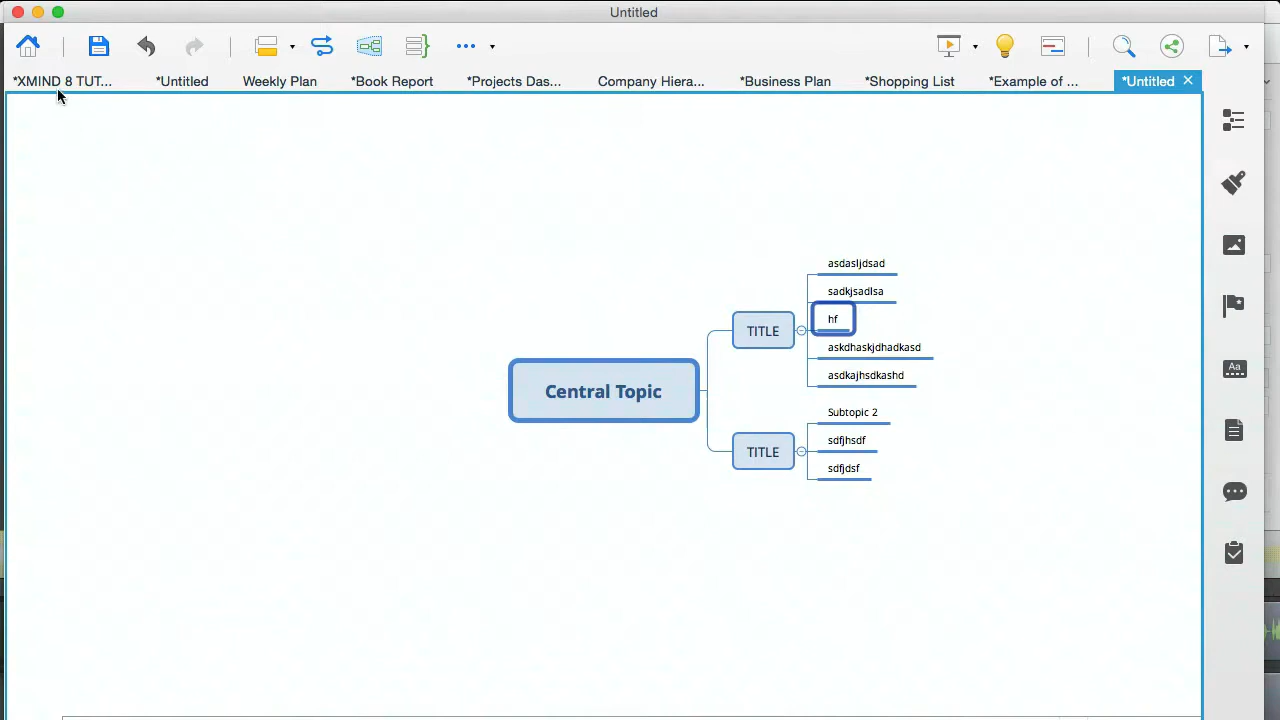 Untitled
*XMIND 8 TUT... *Untitled Weekly Plan *Book Report *Projects Das... Company Hiera... *Business Plan *Shopping List *Example of ... *Untitled
Aa
asdasljdsad
sadkjsadlsa
hf
TITLE
askdhaskjdhadkasd
asdkajhsdkashd
Central Topic
Subtopic 2
sdfjhsdf
TITLE
sdfjdsf